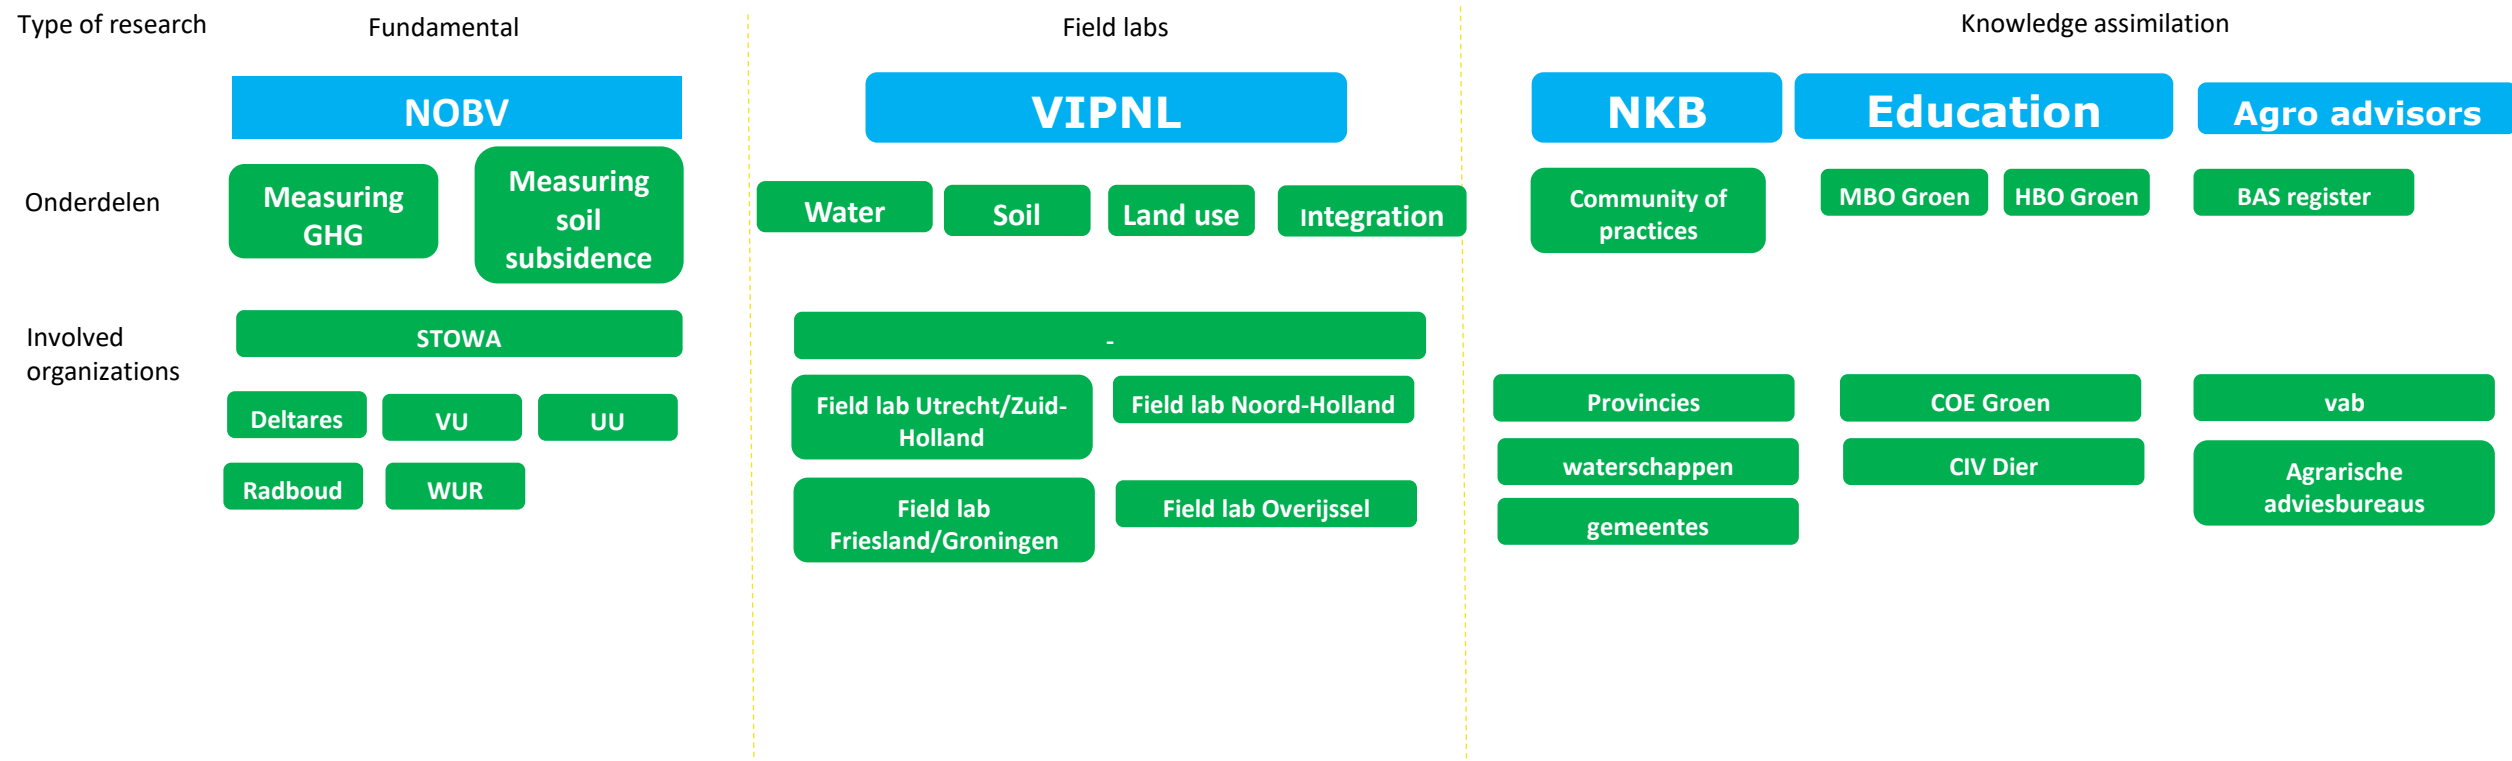 Type of research
Fundamental
Field labs
Knowledge assimilation
NOBV
VIPNL
NKB
Education
Agro advisors
Onderdelen
Measuring
GHG
Measuring
soil
subsidence
Water
Soil
Land use
Integration
Community of
practices
MBO Groen
HBO Groen
BAS register
Involved
organizations
STOWA
-
Deltares
VU
UU
Radboud
WUR
Field lab Utrecht/Zuid-
Holland
Field lab Noord-Holland
Field lab
Friesland/Groningen
Field lab Overijssel
Provincies
waterschappen
gemeentes
COE Groen
CIV Dier
vab
Agrarische
adviesbureaus